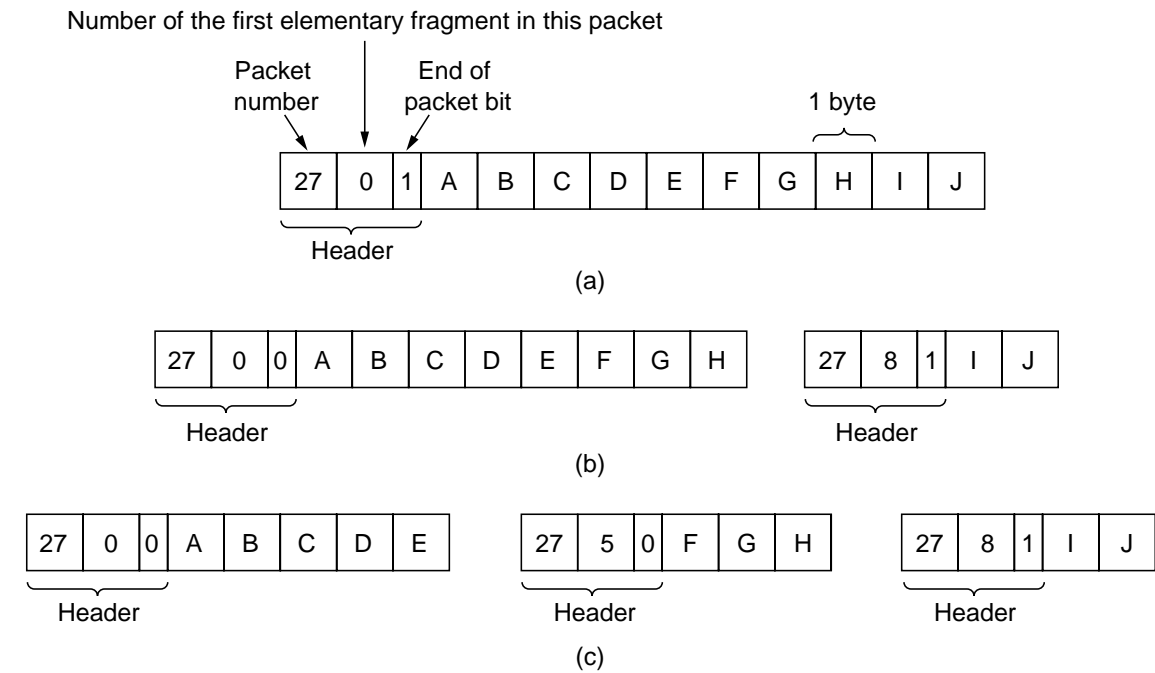 Number of the first elementary fragment in this packet
Packet number
End of packet bit
1 byte
27 0 1 A B C D E F G H I J
Header
(a)
27 0 0 A B C D E F G H
27 8 1 I J
Header
Header
(b)
27 0 0 A B C D E
27 5 0 F G H
27 8 1 I J
Header
Header
Header
(c)